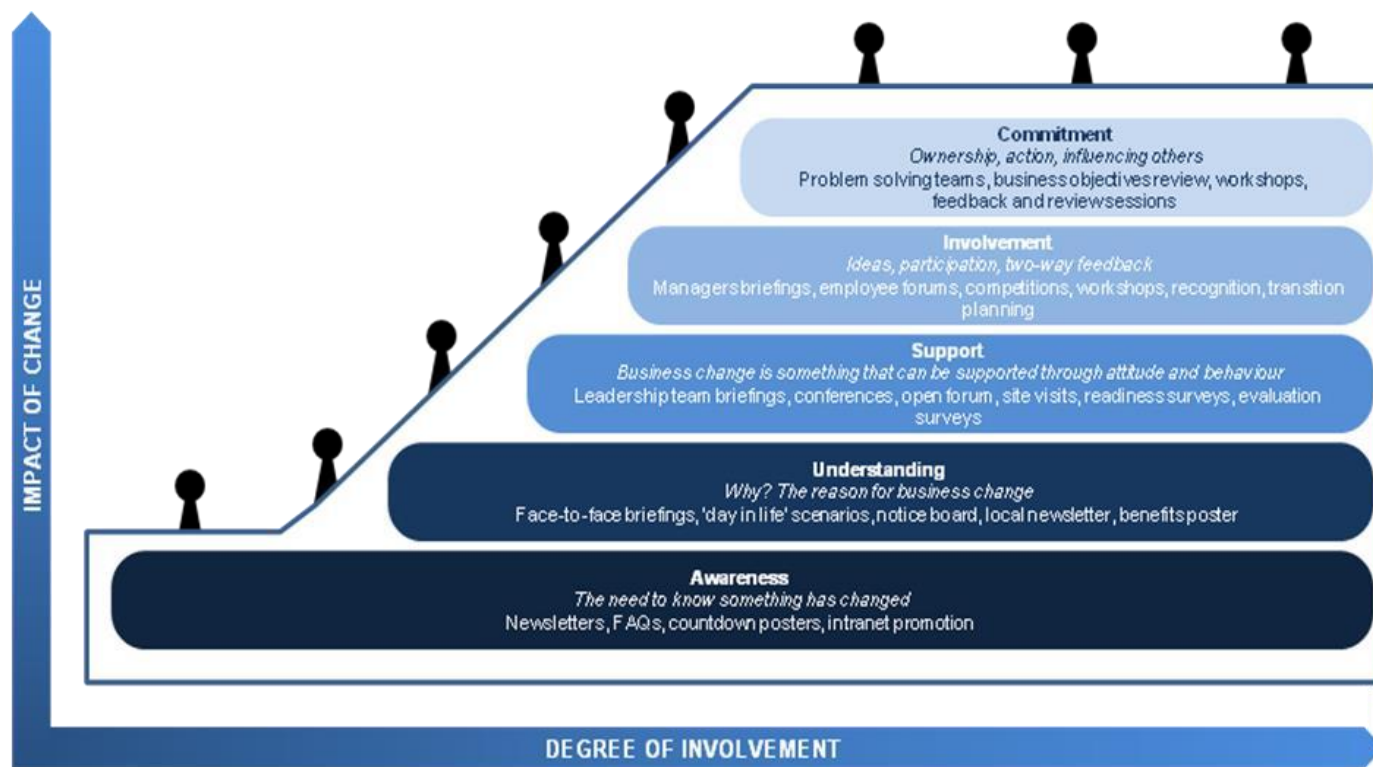 IMPACT OF CHANGE
Commitment
Ownership, action, influencing others
Problem solving teams, business objectives review, workshops,
feedback and review sessions
Involvement
Ideas, participation, two-way feedback
Managers briefings, employee forums, competitions, workshops, recognition, transition
planning
Support
Business change is something that can be supported through attitude and behaviour
Leadership team briefings, conferences, open forum, site visits, readiness surveys, evaluation
surveys
Understanding
Why? The reason for business change
Face-to-face briefings, 'day in life' scenarios, notice board, local newsletter, benefits poster
Awareness
The need to know something has changed
Newsletters, FAQs, countdown posters, intranet promotion
DEGREE OF INVOLVEMENT